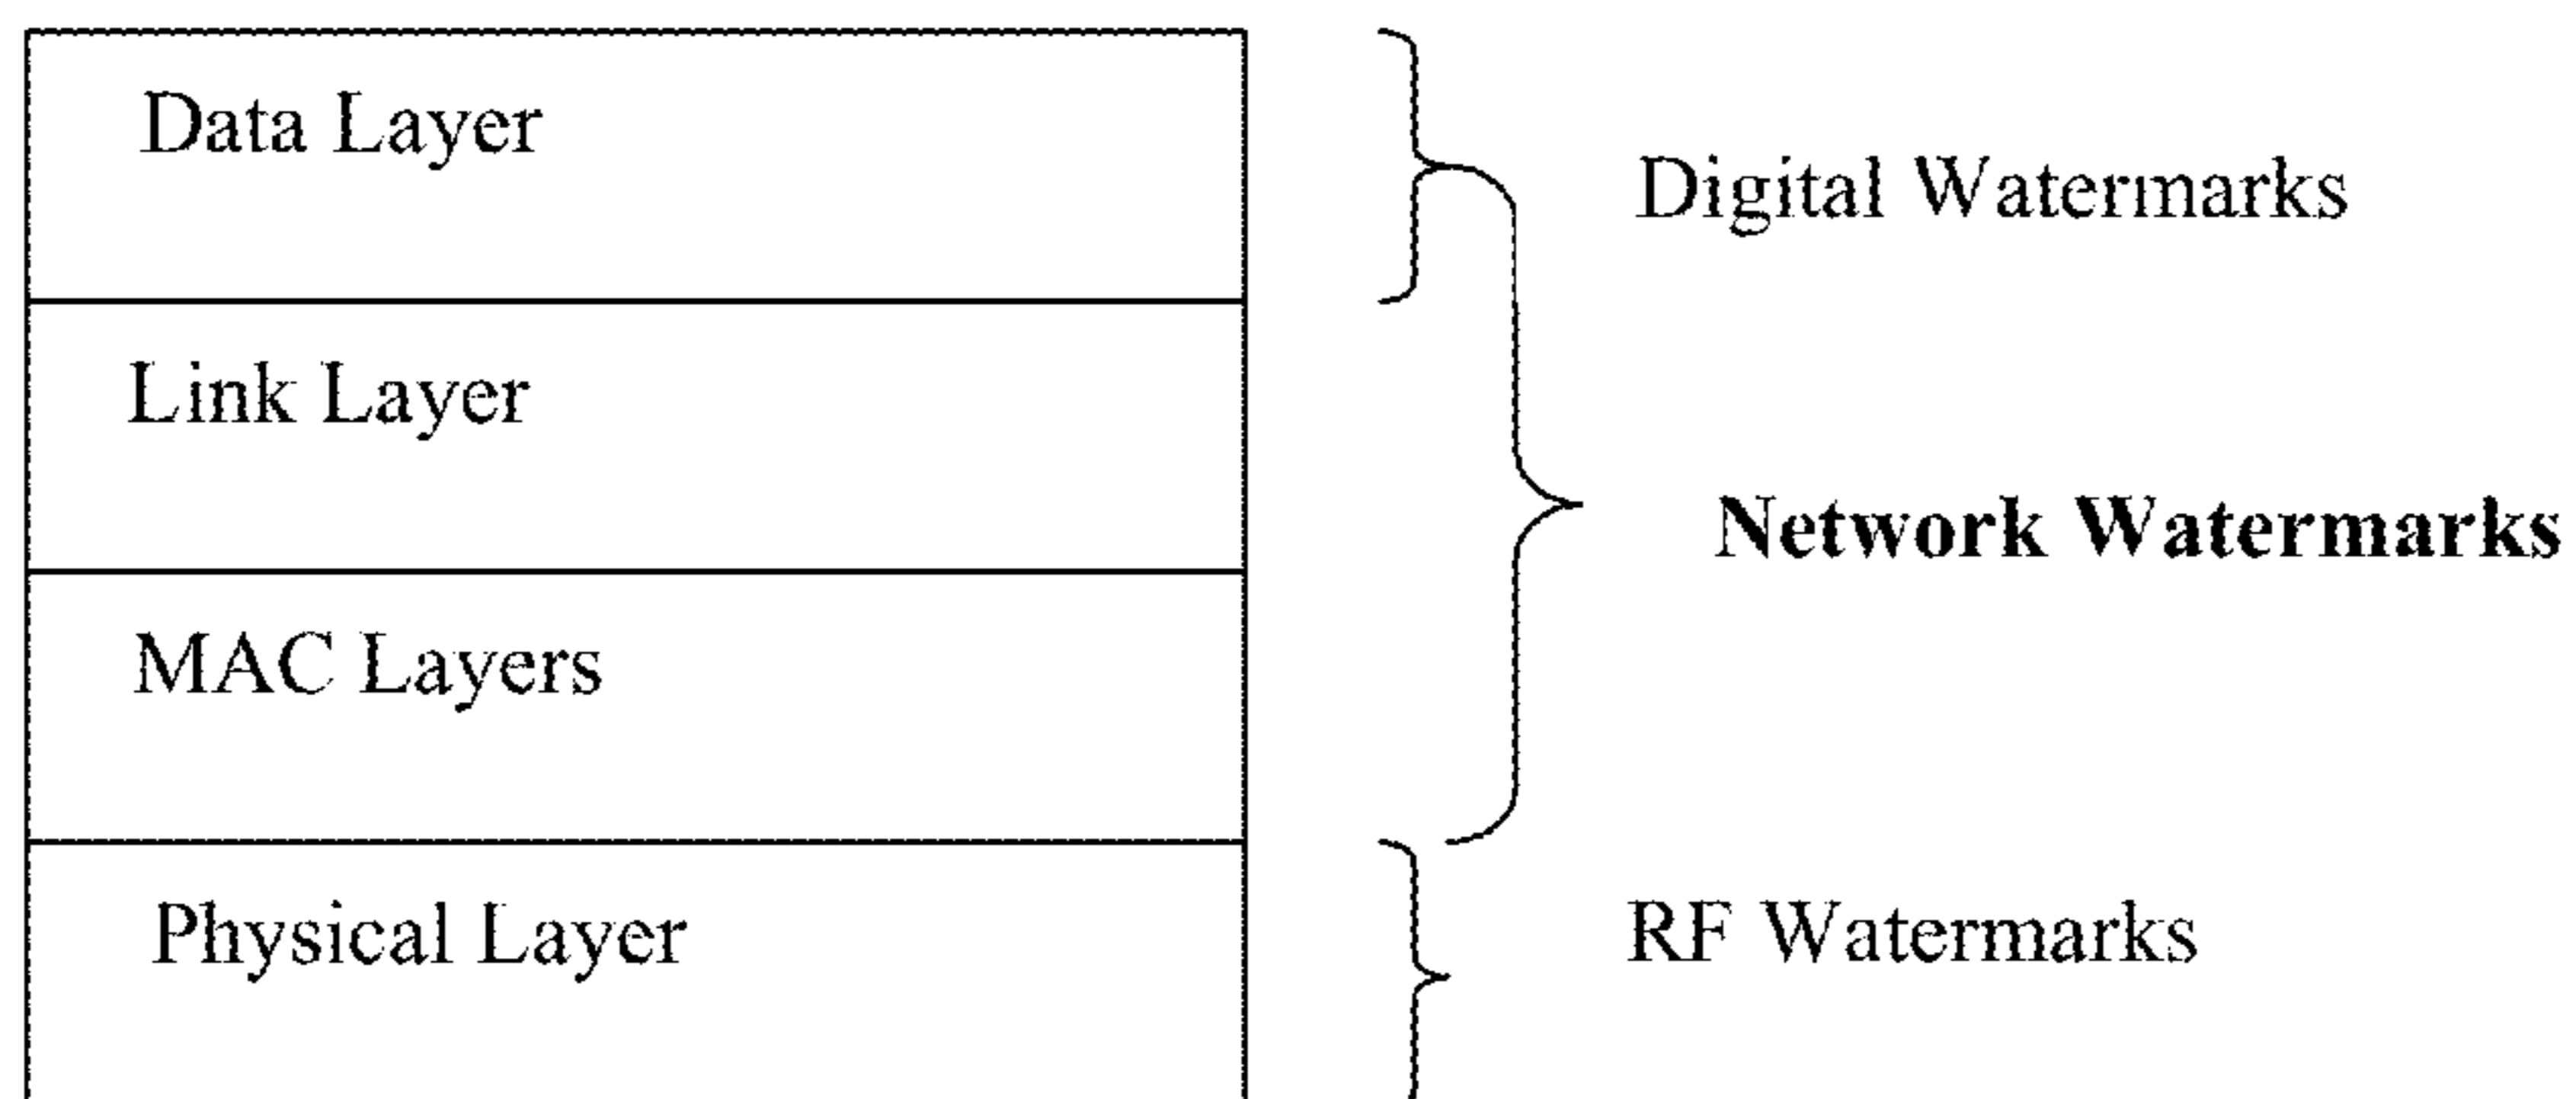 Data Layer
Digital Watermarks
Link Layer
Network Watermarks
MAC Layers
Physical Layer
RF Watermarks